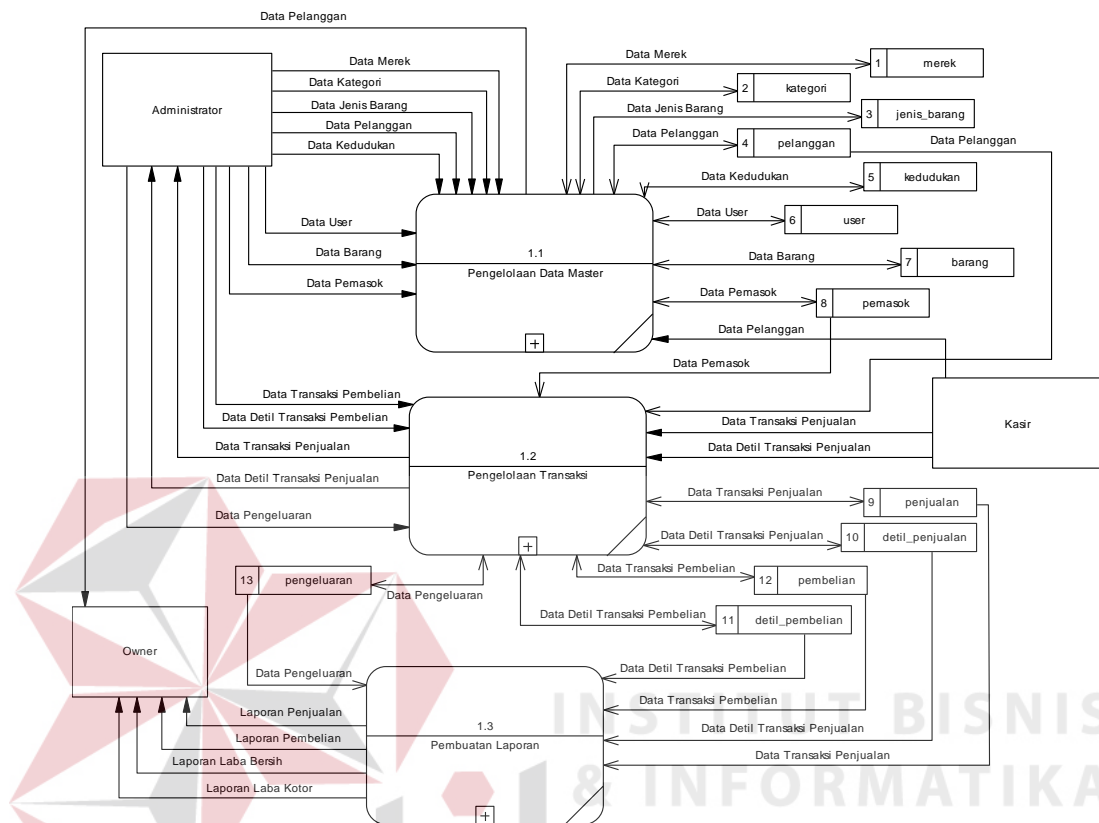 Data Pelanggan
Administrator
Data Merek
Data Kategori
Data Jenis Barang
Data Pelanggan
Data Kedudukan
Data User
Data Barang
Data Pemasok
Data Merek
1 merek
Data Kategori
2 kategori
Data Jenis Barang
3 jenis_barang
Data Pelanggan
4 pelanggan
Data Pelanggan
Data Kedudukan
5 kedudukan
Data User
6 user
Data Barang
7 barang
Data Pemasok
8 pemasok
1.1
Pengelolaan Data Master
+
Data Pelanggan
Data Pemasok
Kasir
Data Transaksi Pembelian
Data Detil Transaksi Pembelian
Data Transaksi Penjualan
Data Detil Transaksi Penjualan
Data Pengeluaran
1.2
Pengelolaan Transaksi
+
Data Transaksi Penjualan
Data Detil Transaksi Penjualan
Data Transaksi Penjualan
9 penjualan
Data Detil Transaksi Penjualan
10 detil_penjualan
Data Transaksi Pembelian
12 pembelian
Data Detil Transaksi Pembelian
11 detil_pembelian
13 pengeluaran
Data Pengeluaran
Owner
Data Pengeluaran
Laporan Penjualan
Laporan Pembelian
Laporan Laba Bersih
Laporan Laba Kotor
1.3
Pembuatan Laporan
+
Data Detil Transaksi Pembelian
Data Transaksi Pembelian
Data Detil Transaksi Penjualan
Data Transaksi Penjualan
INSTITUT BISNIS
& INFORMATIKA